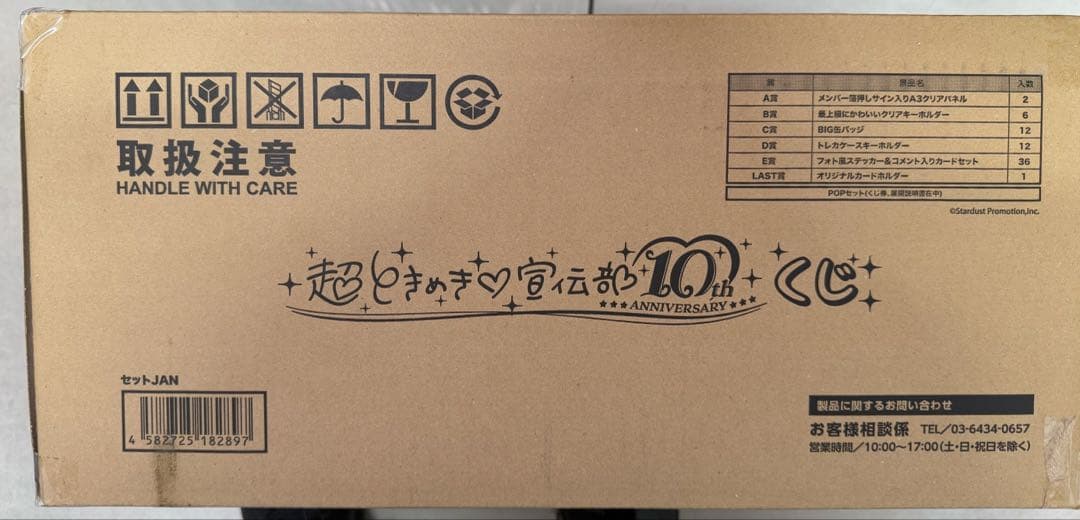 取扱注意
HANDLE WITH CARE
賞 景品名 入数
A賞 メンバー箔押しサイン入りA3クリアパネル 2
B賞 最上級にかわいいクリアキーホルダー 6
C賞 BIG缶バッジ 12
D賞 トレカケースキーホルダー 12
E賞 フォト風ステッカー&コメント入りカードセット 36
LAST賞 オリジナルカードホルダー 1
POPセット(くじ券、展開説明書在中)
©Stardust Promotion,Inc.
超ときめき♡宣伝部 10th ANNIVERSARY くじ
セットJAN
4 582725 182897
製品に関するお問い合わせ
お客様相談係 TEL/03-6434-0657
営業時間/10:00〜17:00(土・日・祝日を除く)